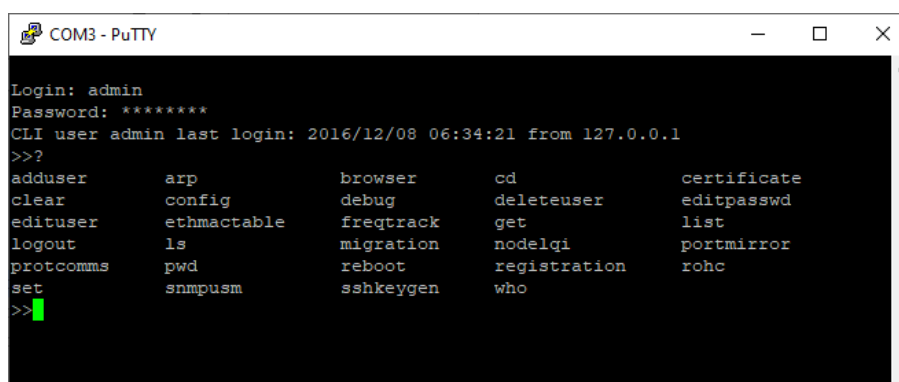 COM3 - PuTTY
Login: admin
Password: ********
CLI user admin last login: 2016/12/08 06:34:21 from 127.0.0.1
>>?
adduser arp browser cd certificate
clear config debug deleteuser editpasswd
edituser ethmactable freqtrack get list
logout ls migration nodelqi portmirror
protcomms pwd reboot registration rohc
set snmpusm sshkeygen who
>>